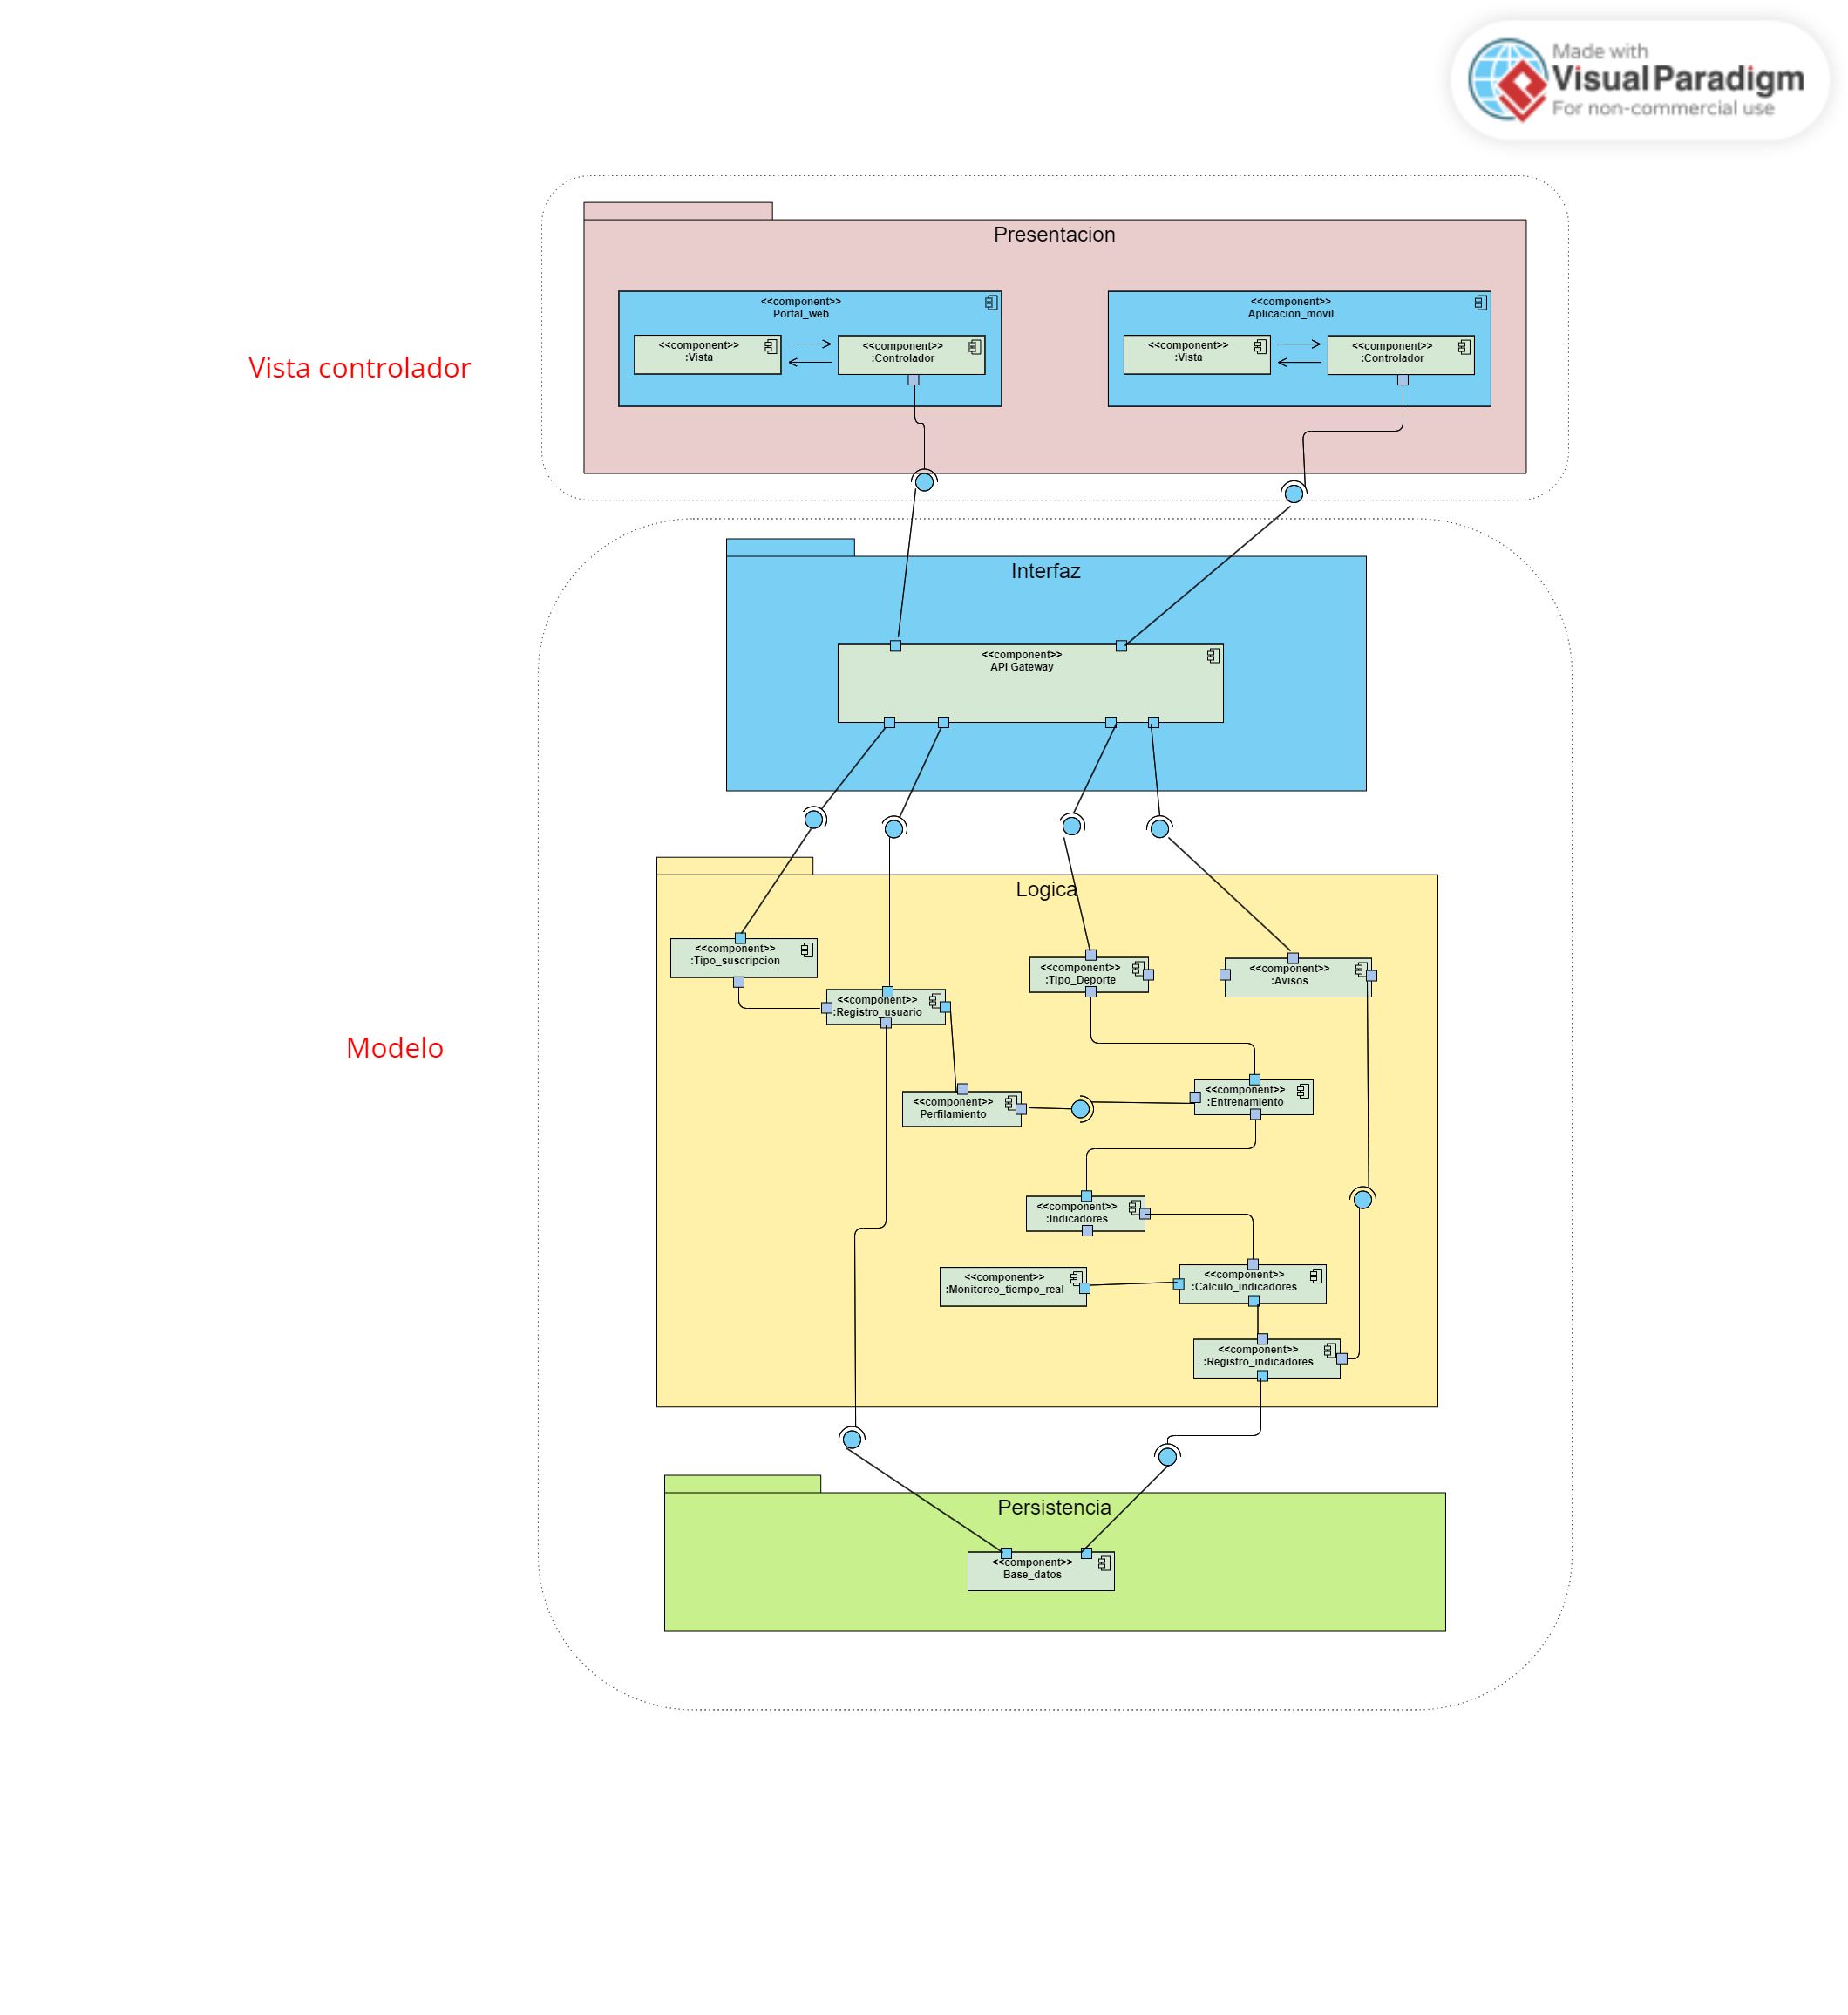 Made with
Visual Paradigm
For non-commercial use
Presentacion
<<component>>
Portal_web
<<component>>
:Vista
<<component>>
:Controlador
<<component>>
Aplicacion_movil
<<component>>
:Vista
<<component>>
:Controlador
Vista controlador
Interfaz
<<component>>
API Gateway
Logica
<<component>>
:Tipo_suscripcion
<<component>>
:Registro_usuario
<<component>>
:Tipo_Deporte
<<component>>
:Avisos
Modelo
<<component>>
Perfilamiento
<<component>>
:Entrenamiento
<<component>>
:Indicadores
<<component>>
:Monitoreo_tiempo_real
<<component>>
:Calculo_indicadores
<<component>>
:Registro_indicadores
Persistencia
<<component>>
Base_datos